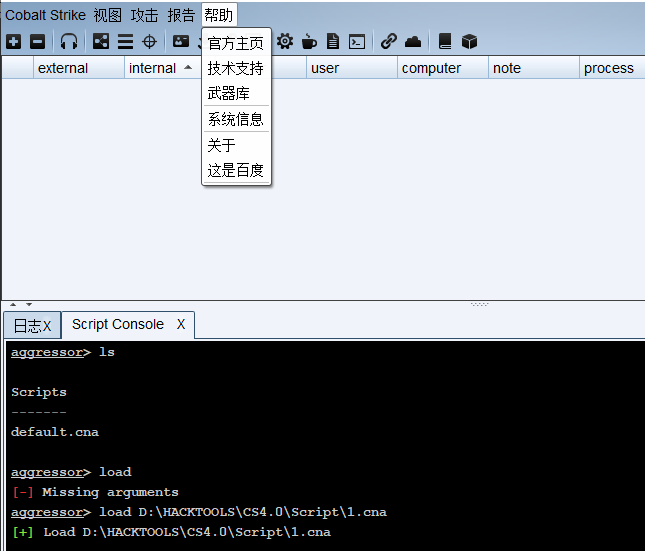 Cobalt Strike 视图 攻击 报告 帮助
官方主页
技术支持
武器库
系统信息
关于
这是百度
external internal user computer note process
日志X Script Console X
aggressor> ls
Scripts
-------
default.cna
aggressor> load
[-] Missing arguments
aggressor> load D:\HACKTOOLS\CS4.0\Script\1.cna
[+] Load D:\HACKTOOLS\CS4.0\Script\1.cna